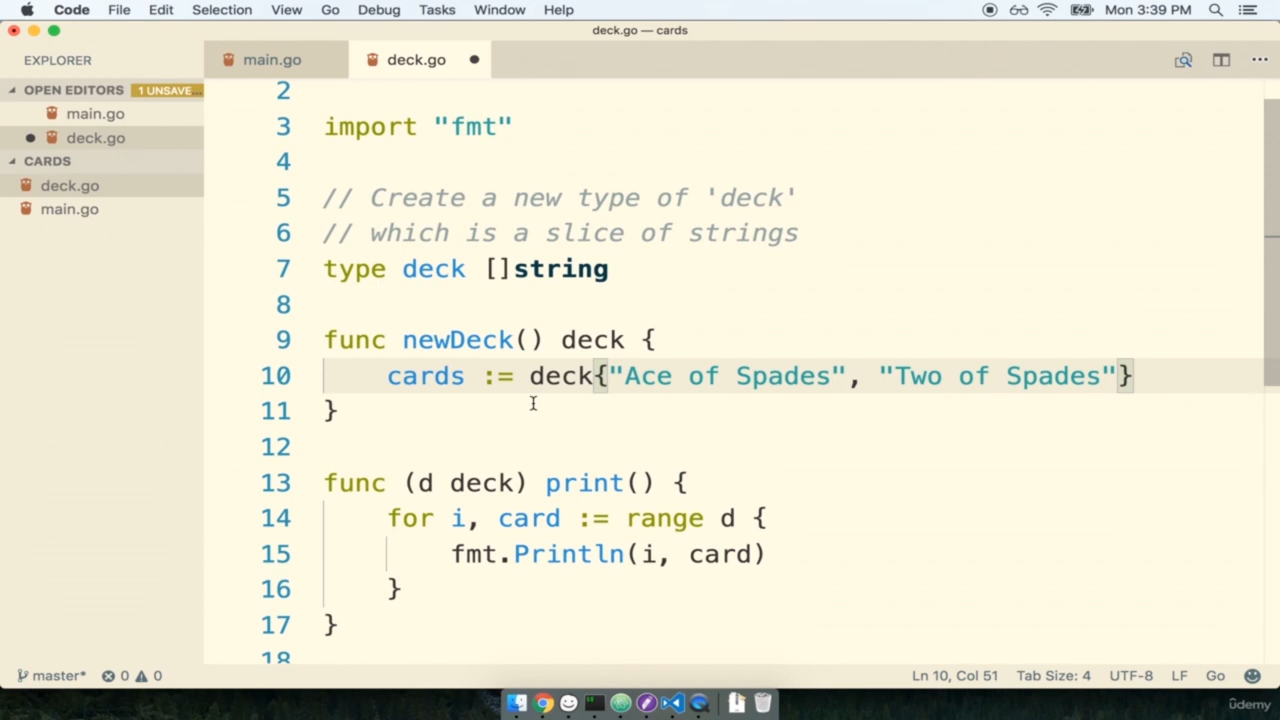 Code File Edit Selection View Go Debug Tasks Window Help Mon 3:39 PM
deck.go — cards
EXPLORER main.go deck.go
OPEN EDITORS 1 UNSAVE...
main.go
deck.go
CARDS
deck.go
main.go
2
3 import "fmt"
4
5 // Create a new type of 'deck'
6 // which is a slice of strings
7 type deck []string
8
9 func newDeck() deck {
10 cards := deck{"Ace of Spades", "Two of Spades"}
11 }
12
13 func (d deck) print() {
14 for i, card := range d {
15 fmt.Println(i, card)
16 }
17 }
18
master* 0 0 Ln 10, Col 51 Tab Size: 4 UTF-8 LF Go
ûdemy